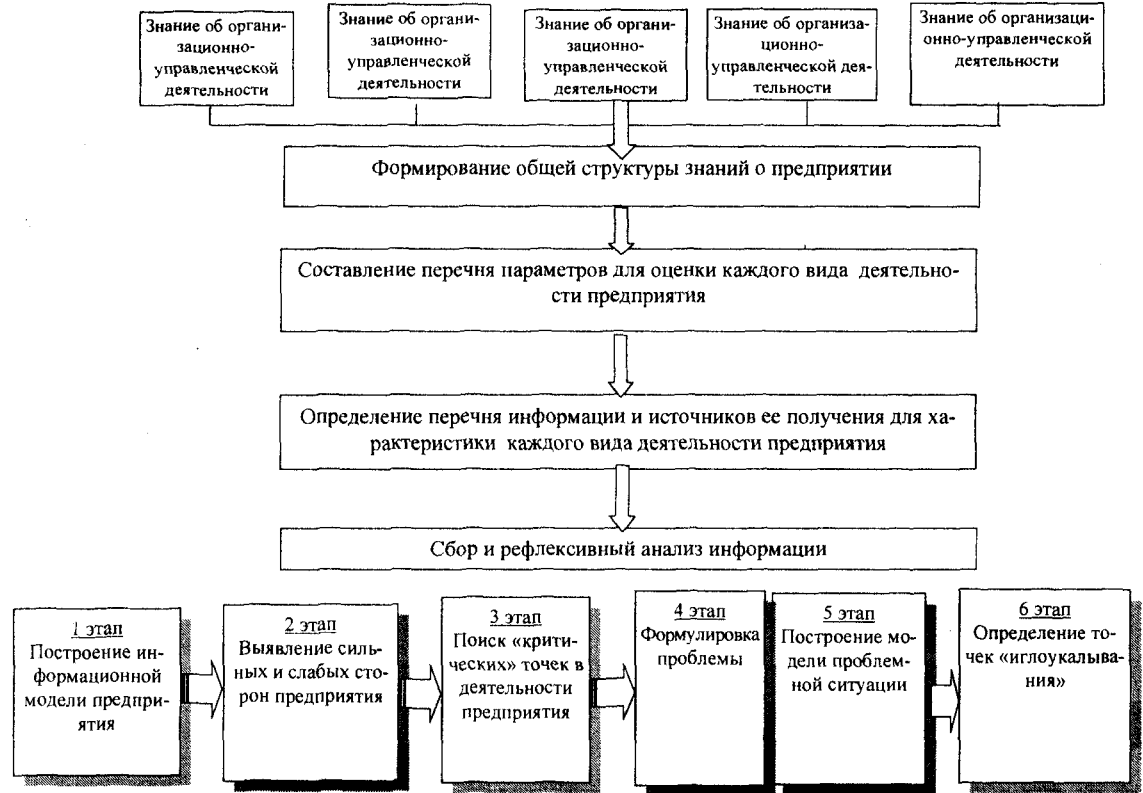 Знание об органи-
зационно-
управленческой
деятельности
Знание об органи-
зационно-
управленческой
деятельности
Знание об органи-
зационно-
управленческой
деятельности
Знание об организа-
ционно-
управленческой дея-
тельности
Знание об организаци-
онно-управленческой
деятельности
Формирование общей структуры знаний о предприятии
Составление перечня параметров для оценки каждого вида деятельно-
сти предприятия
Определение перечня информации и источников ее получения для ха-
рактеристики каждого вида деятельности предприятия
Сбор и рефлексивный анализ информации
1 этап
Построение ин-
формационной
модели предпри-
ятия
2 этап
Выявление силь-
ных и слабых сто-
рон предприятия
3 этап
Поиск «крити-
ческих» точек в
деятельности
предприятия
4 этап
Формулировка
проблемы
5 этап
Построение мо-
дели проблем-
ной ситуации
6 этап
Определение то-
чек «иглоукалыва-
ния»